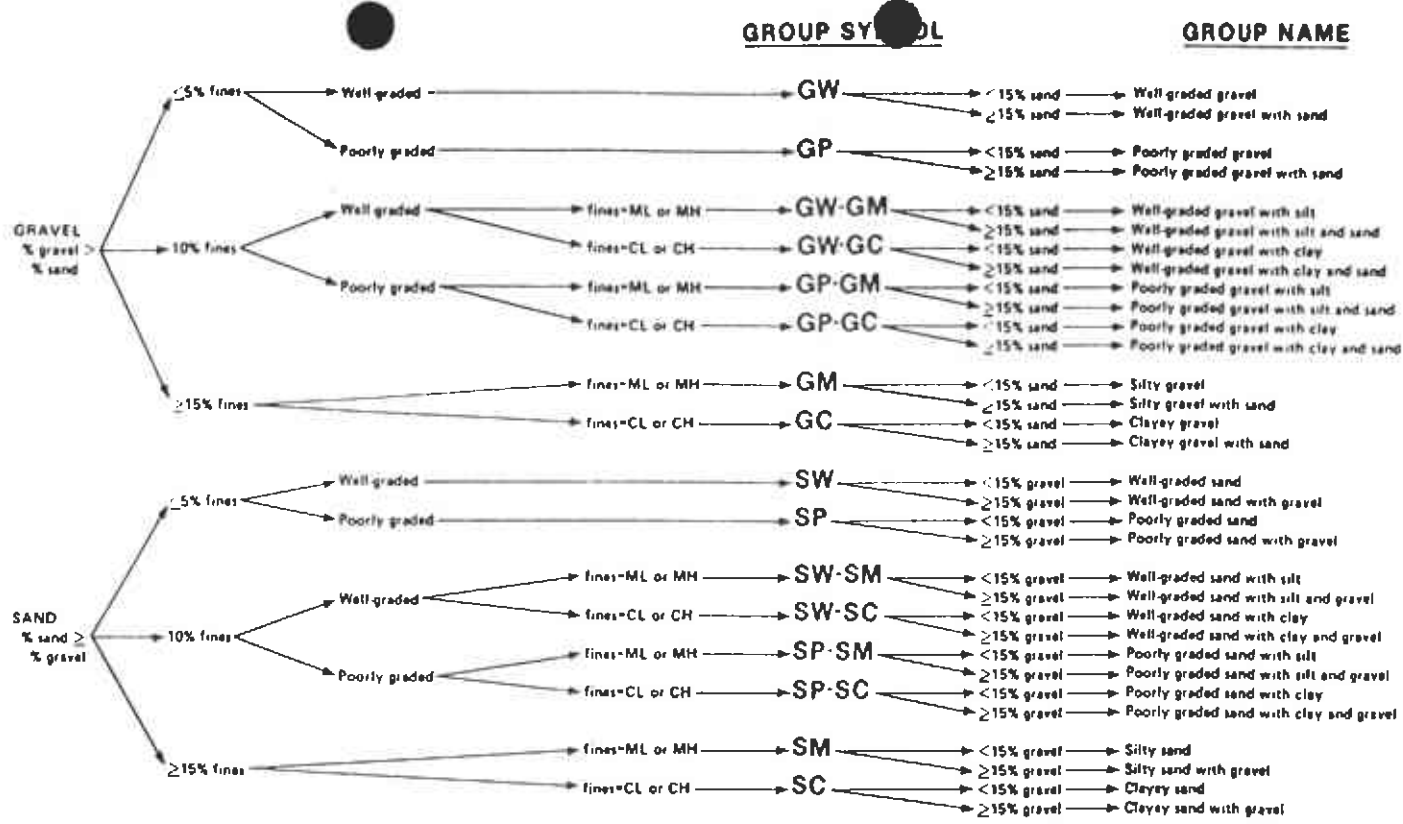 GROUP SY OL GROUP NAME
≤5% fines Well-graded GW <15% sand Well-graded gravel
≥15% sand Well-graded gravel with sand
Poorly graded GP <15% sand Poorly graded gravel
≥15% sand Poorly graded gravel with sand
GRAVEL
% gravel >
% sand
10% fines Well-graded fines=ML or MH GW-GM <15% sand Well-graded gravel with silt
≥15% sand Well-graded gravel with silt and sand
fines=CL or CH GW-GC <15% sand Well-graded gravel with clay
≥15% sand Well-graded gravel with clay and sand
Poorly graded fines=ML or MH GP-GM <15% sand Poorly graded gravel with silt
≥15% sand Poorly graded gravel with silt and sand
fines=CL or CH GP-GC <15% sand Poorly graded gravel with clay
≥15% sand Poorly graded gravel with clay and sand
≥15% fines fines=ML or MH GM <15% sand Silty gravel
≥15% sand Silty gravel with sand
fines=CL or CH GC <15% sand Clayey gravel
≥15% sand Clayey gravel with sand
≤5% fines Well-graded SW <15% gravel Well-graded sand
≥15% gravel Well-graded sand with gravel
Poorly graded SP <15% gravel Poorly graded sand
≥15% gravel Poorly graded sand with gravel
SAND
% sand ≥
% gravel
10% fines Well-graded fines=ML or MH SW-SM <15% gravel Well-graded sand with silt
≥15% gravel Well-graded sand with silt and gravel
fines=CL or CH SW-SC <15% gravel Well-graded sand with clay
≥15% gravel Well-graded sand with clay and gravel
Poorly graded fines=ML or MH SP-SM <15% gravel Poorly graded sand with silt
≥15% gravel Poorly graded sand with silt and gravel
fines=CL or CH SP-SC <15% gravel Poorly graded sand with clay
≥15% gravel Poorly graded sand with clay and gravel
≥15% fines fines=ML or MH SM <15% gravel Silty sand
≥15% gravel Silty sand with gravel
fines=CL or CH SC <15% gravel Clayey sand
≥15% gravel Clayey sand with gravel